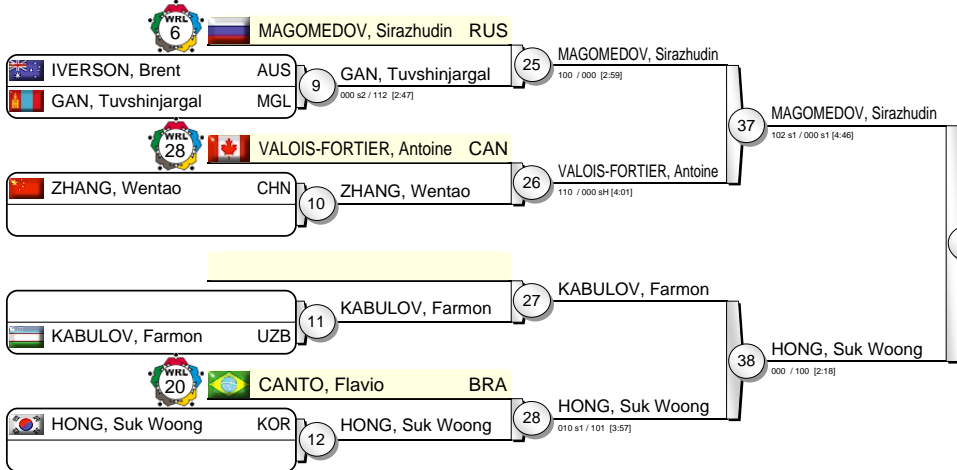 WRL
6
MAGOMEDOV, Sirazhudin RUS
IVERSON, Brent AUS
GAN, Tuvshinjargal MGL
9
GAN, Tuvshinjargal
000 s2 / 112 [2:47]
25
MAGOMEDOV, Sirazhudin
100 / 000 [2:59]
WRL
28
VALOIS-FORTIER, Antoine CAN
ZHANG, Wentao CHN
10
ZHANG, Wentao
26
VALOIS-FORTIER, Antoine
110 / 000 sH [4:01]
37
MAGOMEDOV, Sirazhudin
102 s1 / 000 s1 [4:46]
KABULOV, Farmon UZB
11
KABULOV, Farmon
27
KABULOV, Farmon
WRL
20
CANTO, Flavio BRA
HONG, Suk Woong KOR
12
HONG, Suk Woong
28
HONG, Suk Woong
010 s1 / 101 [3:57]
38
HONG, Suk Woong
000 / 100 [2:18]